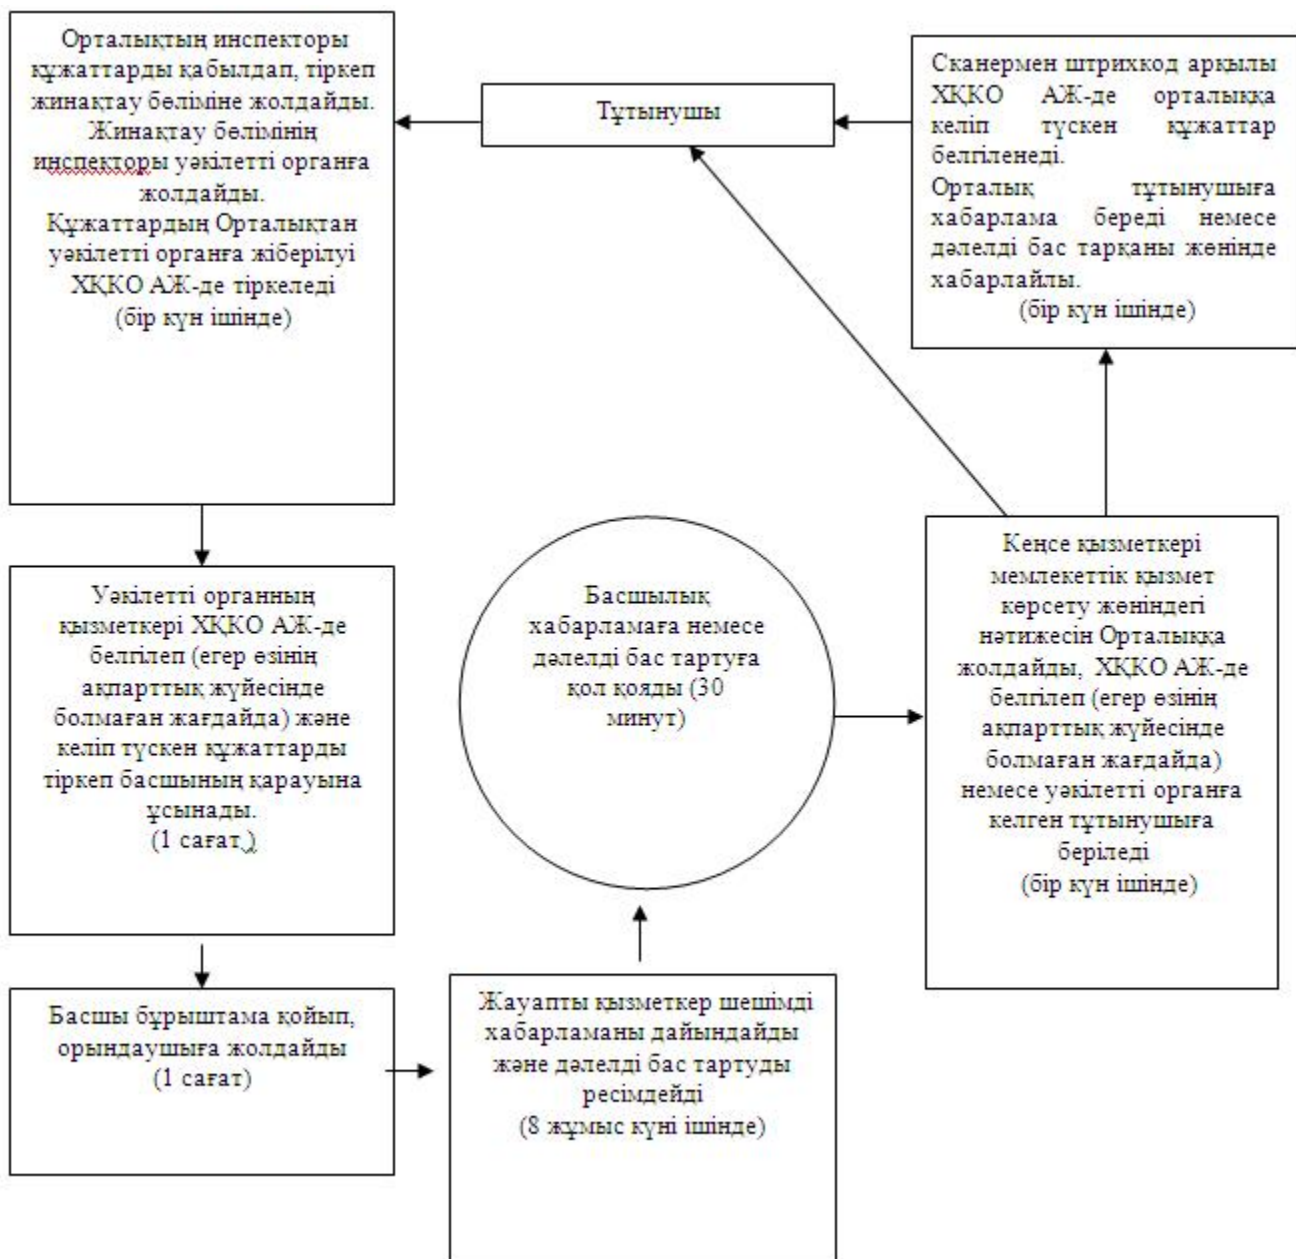 Орталықтың инспекторы
құжаттарды қабылдап, тіркеп
жинақтау бөліміне жолдайды.
Жинақтау бөлімінің
инспекторы уәкілетті органға
жолдайды.
Құжаттардың Орталықтан
уәкілетті органға жіберілуі
ХҚКО АЖ-де тіркеледі
(бір күн ішінде)
Тұтынушы
Сканермен штрихкод арқылы
ХҚКО АЖ-де орталыққа
келіп түскен құжаттар
белгіленеді.
Орталық тұтынушыға
хабарлама береді немесе
дәлелді бас тарқаны жөнінде
хабарлайлы.
(бір күн ішінде)
Уәкілетті органның
қызметкері ХҚКО АЖ-де
белгілеп (егер өзінің
ақпарттық жүйесінде
болмаған жағдайда) және
келіп түскен құжаттарды
тіркеп басшының қарауына
ұсынады.
(1 сағат )
Басшылық
хабарламаға немесе
дәлелді бас тартуға
қол қояды (30
минут)
Кеңсе қызметкері
мемлекеттік қызмет
көрсету жөніндегі
нәтижесін Орталыққа
жолдайды, ХҚКО АЖ-де
белгілеп (егер өзінің
ақпарттық жүйесінде
болмаған жағдайда)
немесе уәкілетті органға
келген тұтынушыға
беріледі
(бір күн ішінде)
Басшы бұрыштама қойып,
орындаушыға жолдайды
(1 сағат)
Жауапты қызметкер шешімді
хабарламаны дайындайды
және дәлелді бас тартуды
ресімдейді
(8 жұмыс күні ішінде)